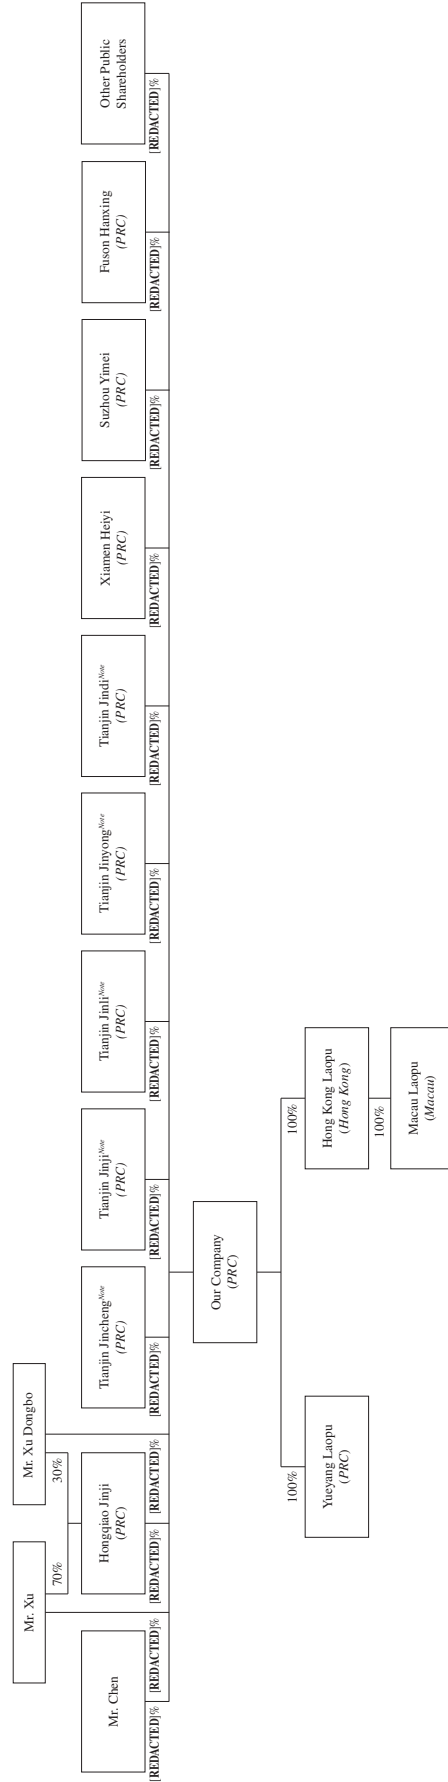 Mr. Xu
Mr. Xu Dongbo
70%
30%
Mr. Chen
Hongqiao Jinji
(PRC)
Tianjin Jincheng Note
(PRC)
Tianjin Jinji Note
(PRC)
Tianjin Jinli Note
(PRC)
Tianjin Jinyong Note
(PRC)
Tianjin Jindi Note
(PRC)
Xiamen Heiyi
(PRC)
Suzhou Yimei
(PRC)
Fuson Hanxing
(PRC)
Other Public
Shareholders
[REDACTED]%
[REDACTED]%
[REDACTED]%
[REDACTED]%
[REDACTED]%
[REDACTED]%
[REDACTED]%
[REDACTED]%
[REDACTED]%
[REDACTED]%
[REDACTED]%
[REDACTED]%
[REDACTED]%
Our Company
(PRC)
100%
100%
Yueyang Laopu
(PRC)
Hong Kong Laopu
(Hong Kong)
100%
Macau Laopu
(Macau)